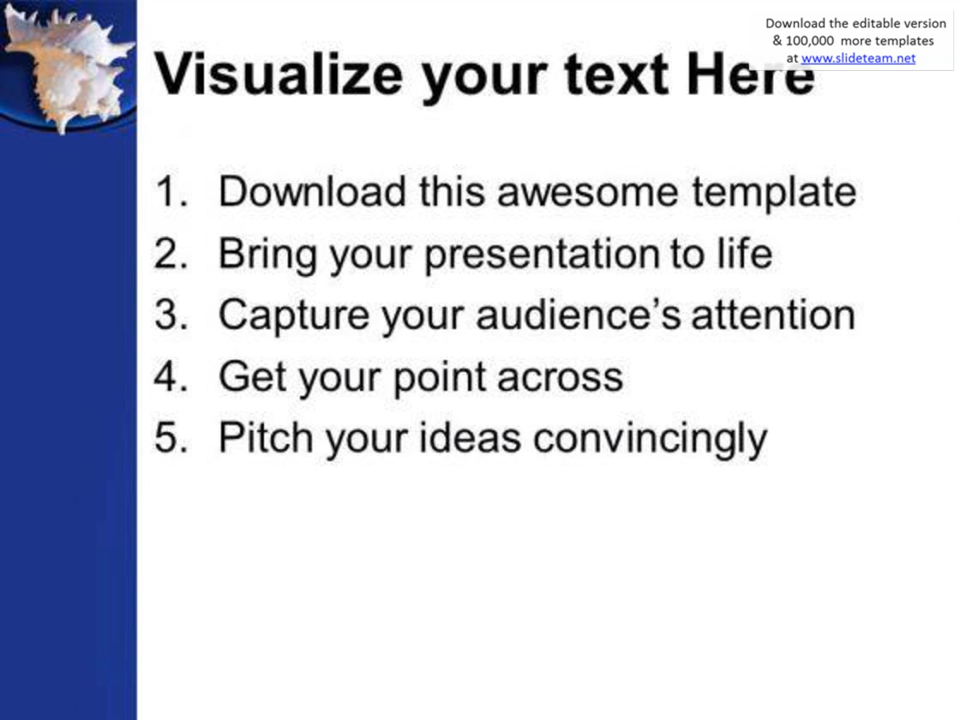 Download the editable version
& 100,000 more templates
at www.slideteam.net
Visualize your text Here
1. Download this awesome template
2. Bring your presentation to life
3. Capture your audience’s attention
4. Get your point across
5. Pitch your ideas convincingly